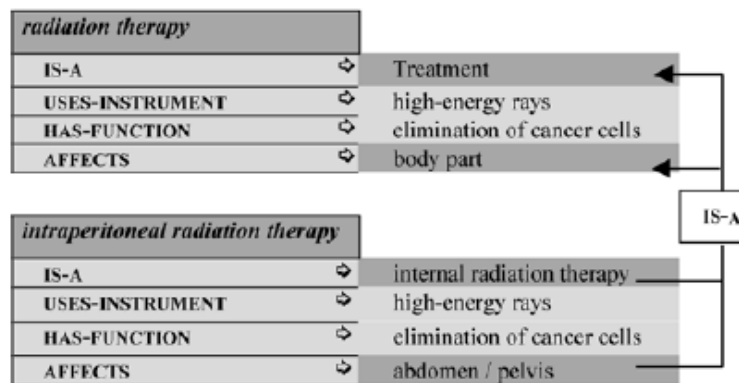 radiation therapy
IS-A ➪ Treatment
USES-INSTRUMENT ➪ high-energy rays
HAS-FUNCTION ➪ elimination of cancer cells
AFFECTS ➪ body part
IS-A
intraperitoneal radiation therapy
IS-A ➪ internal radiation therapy
USES-INSTRUMENT ➪ high-energy rays
HAS-FUNCTION ➪ elimination of cancer cells
AFFECTS ➪ abdomen / pelvis